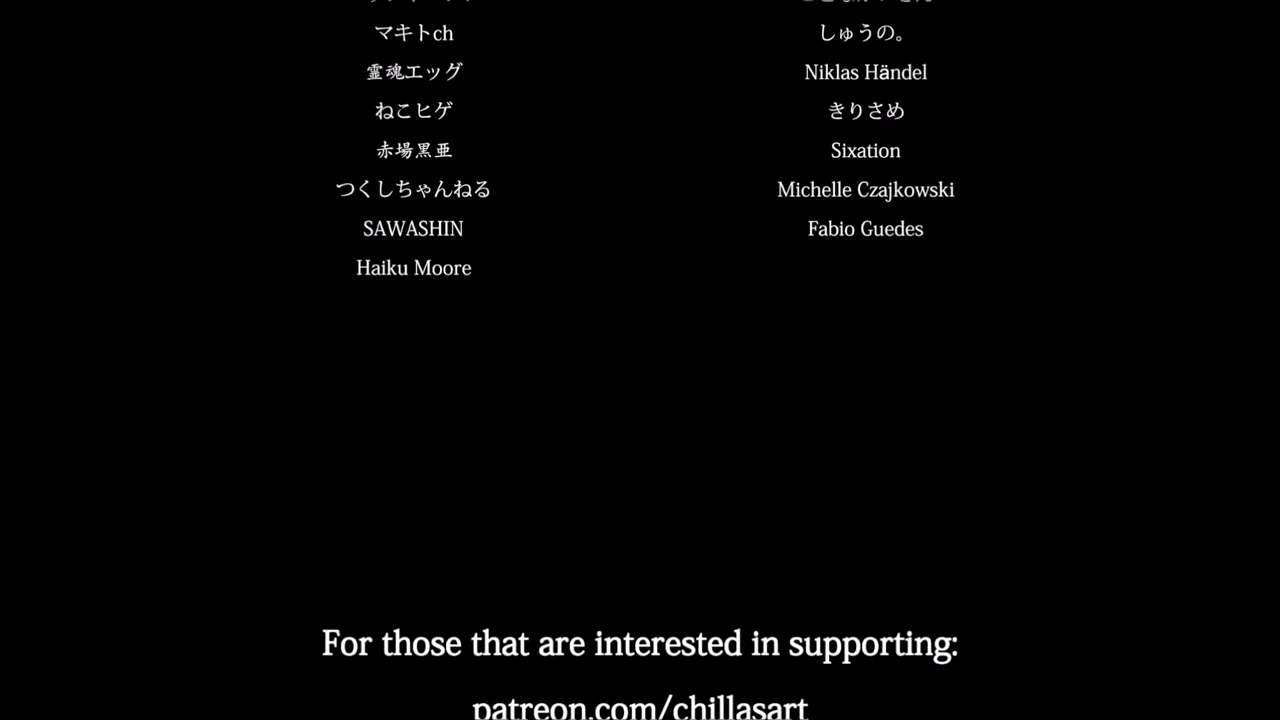 マキトch
しゅうの。
霊魂エッグ
Niklas Händel
ねこヒゲ
きりさめ
赤場黒亜
Sixation
つくしちゃんねる
Michelle Czajkowski
SAWASHIN
Fabio Guedes
Haiku Moore
For those that are interested in supporting:
patreon.com/chillasart